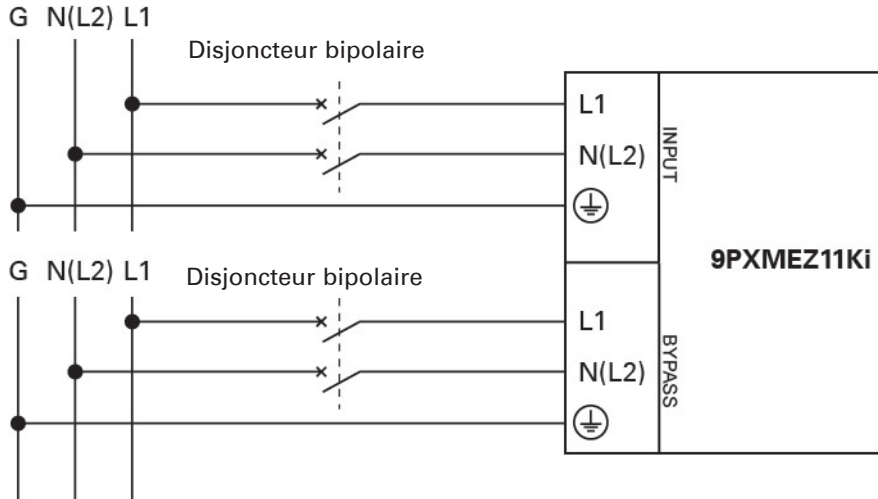 G N(L2) L1
Disjoncteur bipolaire
L1
N(L2)
INPUT
9PXMEZ11Ki
G N(L2) L1
Disjoncteur bipolaire
L1
N(L2)
BYPASS